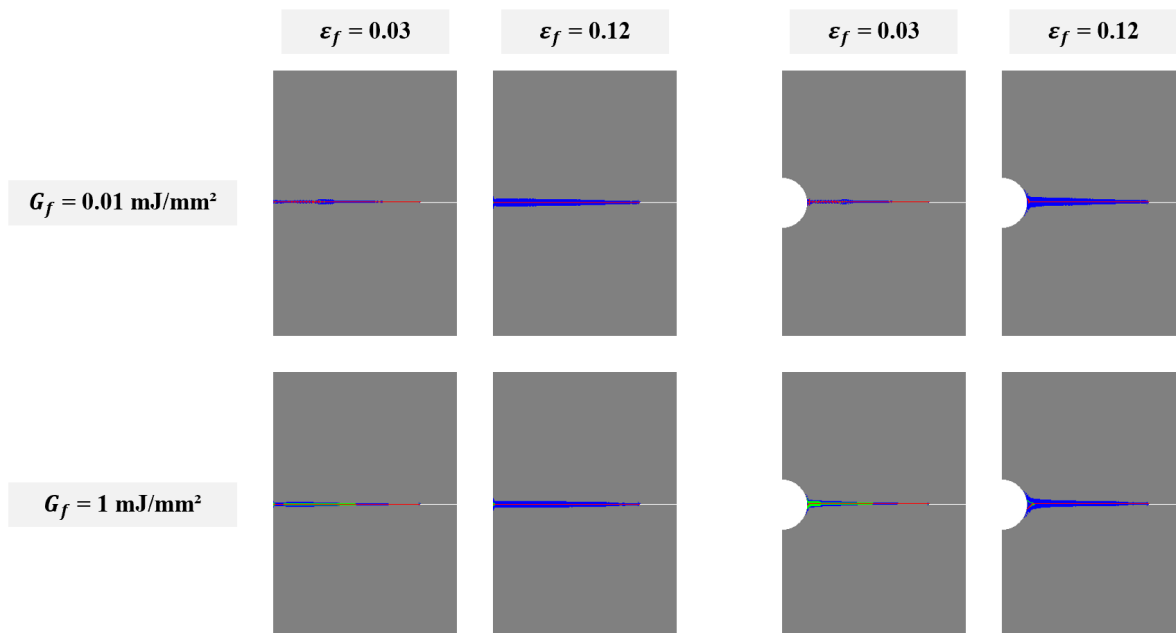 ε_f = 0.03
ε_f = 0.12
ε_f = 0.03
ε_f = 0.12
G_f = 0.01 mJ/mm²
G_f = 1 mJ/mm²